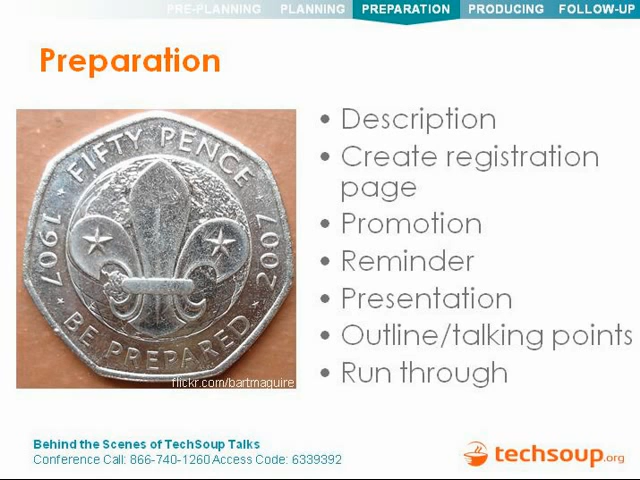 PRE-PLANNING PLANNING PREPARATION PRODUCING FOLLOW-UP
Preparation
FIFTY PENCE
1907
2007
BE PREPARED
flickr.com/bartmaguire
• Description
• Create registration
page
• Promotion
• Reminder
• Presentation
• Outline/talking points
• Run through
Behind the Scenes of TechSoup Talks
Conference Call: 866-740-1260 Access Code: 6339392
techsoup.org